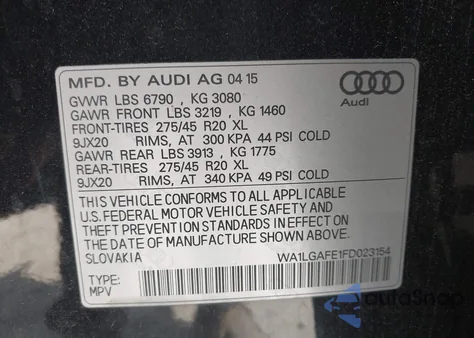 MFD. BY AUDI AG 04 15
GVWR LBS 6790 , KG 3080
GAWR FRONT LBS 3219 , KG 1460
FRONT-TIRES 275/45 R20 XL
9JX20 RIMS, AT 300 KPA 44 PSI COLD
GAWR REAR LBS 3913 , KG 1775
REAR-TIRES 275/45 R20 XL
9JX20 RIMS, AT 340 KPA 49 PSI COLD
Audi
THIS VEHICLE CONFORMS TO ALL APPLICABLE
U.S. FEDERAL MOTOR VEHICLE SAFETY AND
THEFT PREVENTION STANDARDS IN EFFECT ON
THE DATE OF MANUFACTURE SHOWN ABOVE.
SLOVAKIA
WA1LGAFE1FD023154
TYPE:
MPV
AutoSnap